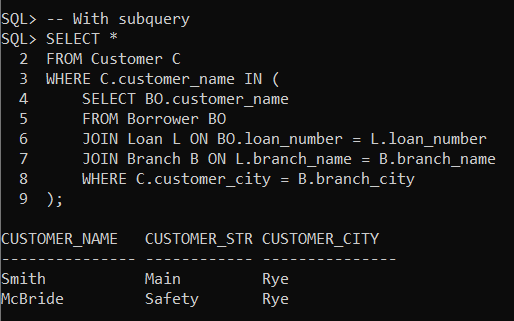 SQL> -- With subquery
SQL> SELECT *
  2  FROM Customer C
  3  WHERE C.customer_name IN (
  4      SELECT BO.customer_name
  5      FROM Borrower BO
  6      JOIN Loan L ON BO.loan_number = L.loan_number
  7      JOIN Branch B ON L.branch_name = B.branch_name
  8      WHERE C.customer_city = B.branch_city
  9  );
CUSTOMER_NAME   CUSTOMER_STR CUSTOMER_CITY
--------------- ------------ ---------------
Smith           Main         Rye
McBride         Safety       Rye